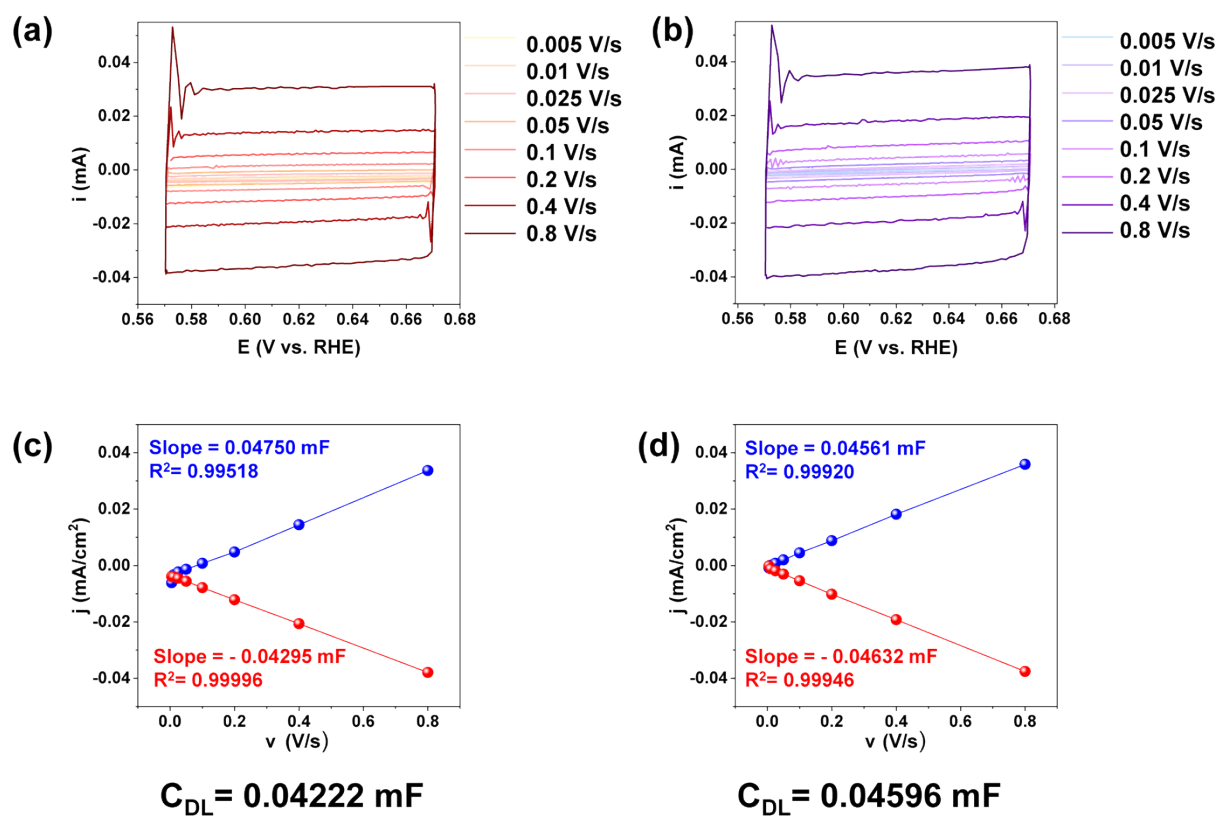 (a)
i (mA)
0.04
0.02
0.00
-0.02
-0.04
0.56 0.58 0.60 0.62 0.64 0.66 0.68
E (V vs. RHE)
0.005 V/s
0.01 V/s
0.025 V/s
0.05 V/s
0.1 V/s
0.2 V/s
0.4 V/s
0.8 V/s
(b)
i (mA)
0.04
0.02
0.00
-0.02
-0.04
0.56 0.58 0.60 0.62 0.64 0.66 0.68
E (V vs. RHE)
0.005 V/s
0.01 V/s
0.025 V/s
0.05 V/s
0.1 V/s
0.2 V/s
0.4 V/s
0.8 V/s
(c)
j (mA/cm²)
0.04
0.02
0.00
-0.02
-0.04
Slope = 0.04750 mF
R²= 0.99518
Slope = - 0.04295 mF
R²= 0.99996
0.0 0.2 0.4 0.6 0.8
v (V/s)
C_DL= 0.04222 mF
(d)
j (mA/cm²)
0.04
0.02
0.00
-0.02
-0.04
Slope = 0.04561 mF
R²= 0.99920
Slope = - 0.04632 mF
R²= 0.99946
0.0 0.2 0.4 0.6 0.8
v (V/s)
C_DL= 0.04596 mF